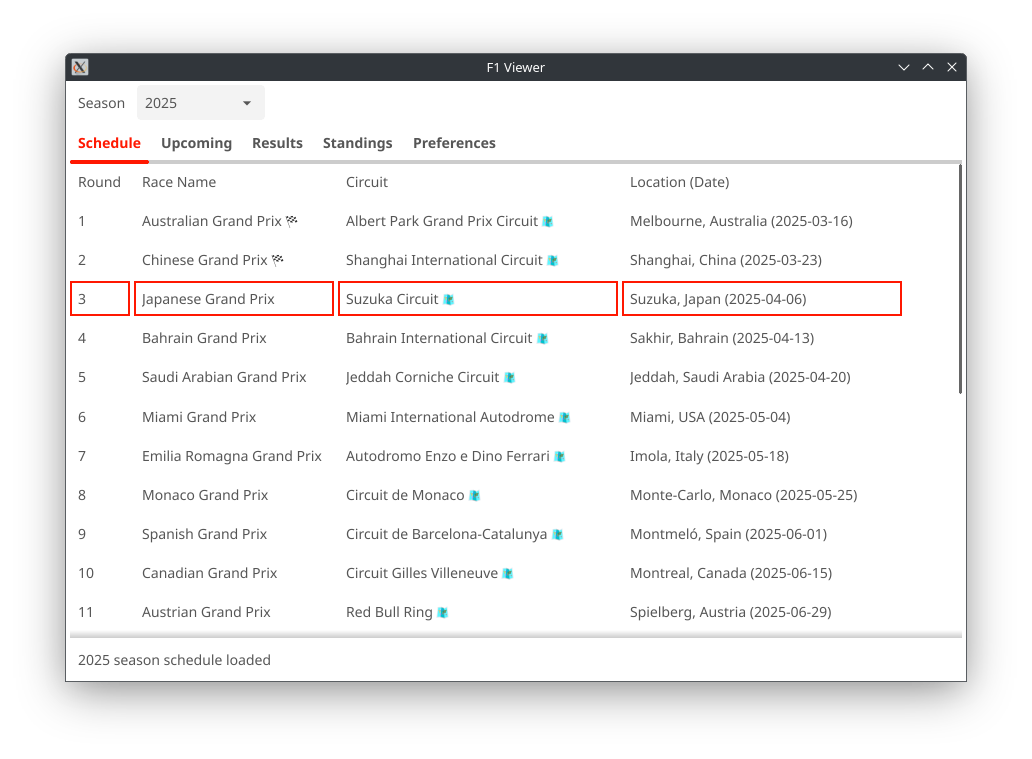 F1 Viewer
Season 2025
Schedule Upcoming Results Standings Preferences
Round Race Name Circuit Location (Date)
1 Australian Grand Prix Albert Park Grand Prix Circuit Melbourne, Australia (2025-03-16)
2 Chinese Grand Prix Shanghai International Circuit Shanghai, China (2025-03-23)
3 Japanese Grand Prix Suzuka Circuit Suzuka, Japan (2025-04-06)
4 Bahrain Grand Prix Bahrain International Circuit Sakhir, Bahrain (2025-04-13)
5 Saudi Arabian Grand Prix Jeddah Corniche Circuit Jeddah, Saudi Arabia (2025-04-20)
6 Miami Grand Prix Miami International Autodrome Miami, USA (2025-05-04)
7 Emilia Romagna Grand Prix Autodromo Enzo e Dino Ferrari Imola, Italy (2025-05-18)
8 Monaco Grand Prix Circuit de Monaco Monte-Carlo, Monaco (2025-05-25)
9 Spanish Grand Prix Circuit de Barcelona-Catalunya Montmeló, Spain (2025-06-01)
10 Canadian Grand Prix Circuit Gilles Villeneuve Montreal, Canada (2025-06-15)
11 Austrian Grand Prix Red Bull Ring Spielberg, Austria (2025-06-29)
2025 season schedule loaded